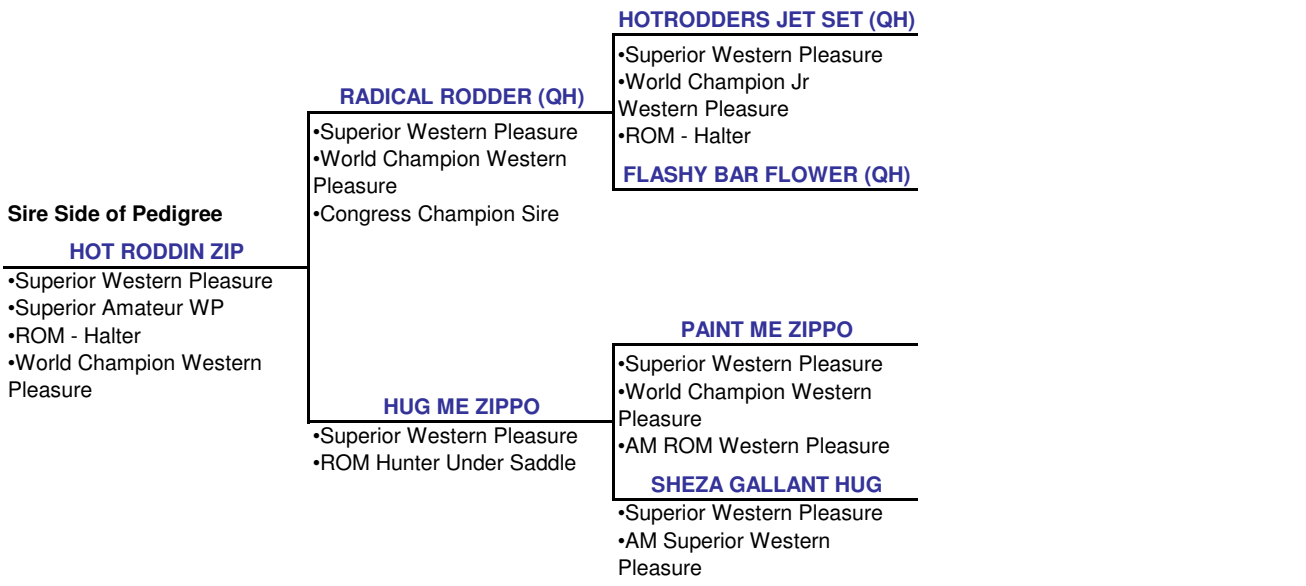 HOTRODDERS JET SET (QH)
•Superior Western Pleasure
•World Champion Jr
Western Pleasure
•ROM - Halter
FLASHY BAR FLOWER (QH)
RADICAL RODDER (QH)
•Superior Western Pleasure
•World Champion Western
Pleasure
•Congress Champion Sire
Sire Side of Pedigree
HOT RODDIN ZIP
•Superior Western Pleasure
•Superior Amateur WP
•ROM - Halter
•World Champion Western
Pleasure
PAINT ME ZIPPO
•Superior Western Pleasure
•World Champion Western
Pleasure
•AM ROM Western Pleasure
HUG ME ZIPPO
•Superior Western Pleasure
•ROM Hunter Under Saddle
SHEZA GALLANT HUG
•Superior Western Pleasure
•AM Superior Western
Pleasure